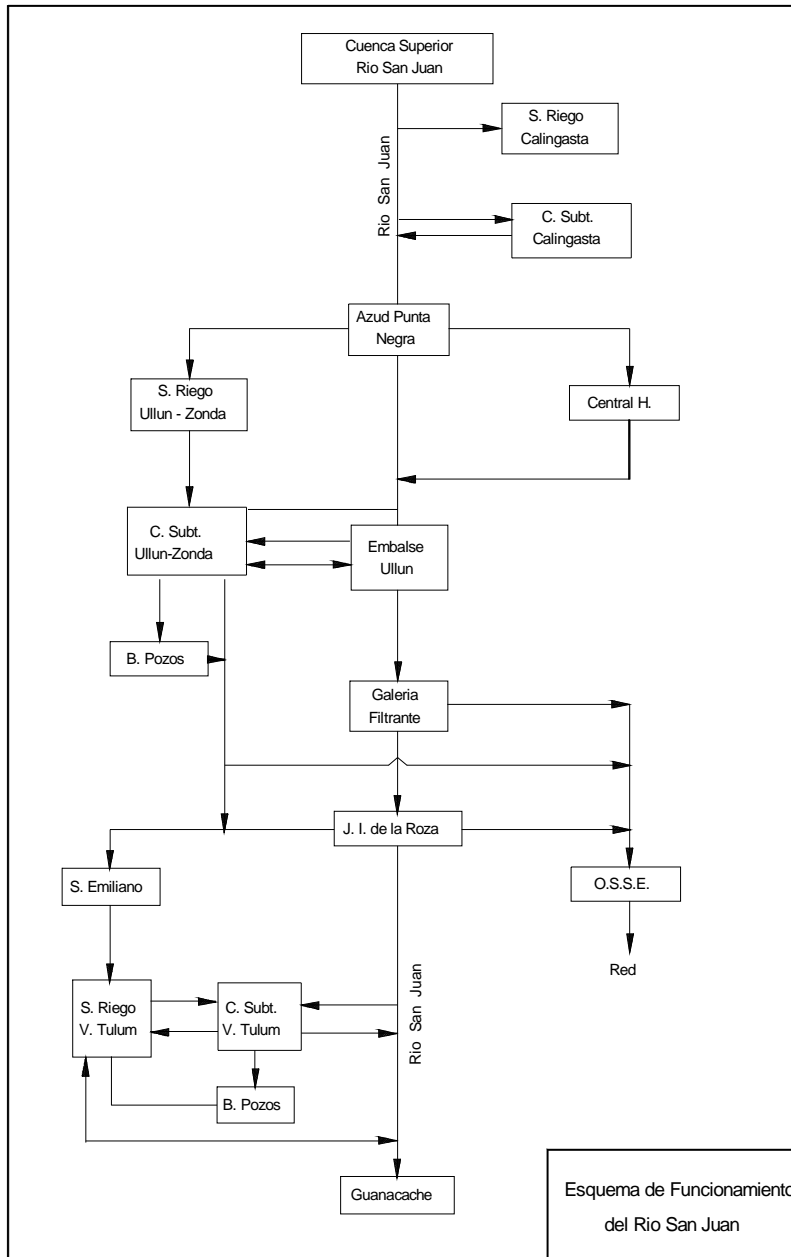 Cuenca Superior
Rio San Juan
S. Riego
Calingasta
Rio San Juan
C. Subt.
Calingasta
Azud Punta
Negra
S. Riego
Ullun - Zonda
Central H.
C. Subt.
Ullun-Zonda
Embalse
Ullun
B. Pozos
Galeria
Filtrante
J. I. de la Roza
S. Emiliano
O.S.S.E.
Red
S. Riego
V. Tulum
C. Subt.
V. Tulum
Rio San Juan
B. Pozos
Guanacache
Esquema de Funcionamiento
del Rio San Juan